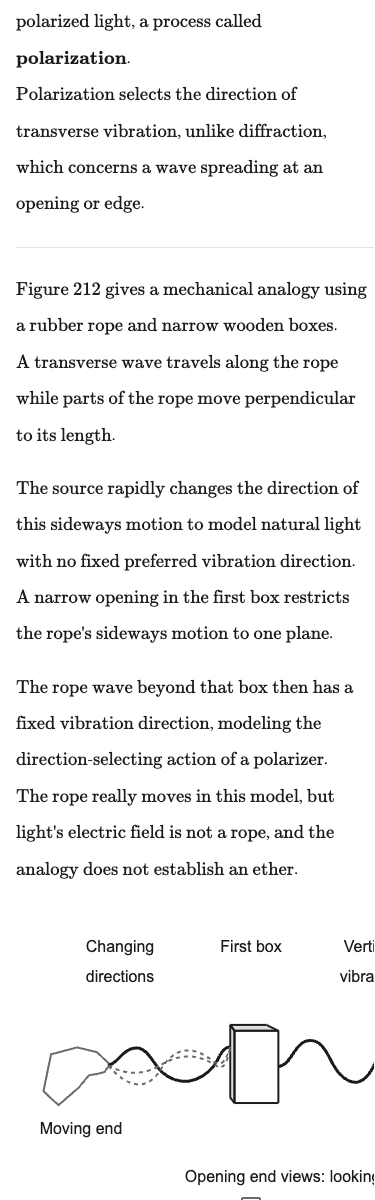 polarized light, a process called
polarization.
Polarization selects the direction of
transverse vibration, unlike diffraction,
which concerns a wave spreading at an
opening or edge.
Figure 212 gives a mechanical analogy using
a rubber rope and narrow wooden boxes.
A transverse wave travels along the rope
while parts of the rope move perpendicular
to its length.
The source rapidly changes the direction of
this sideways motion to model natural light
with no fixed preferred vibration direction.
A narrow opening in the first box restricts
the rope's sideways motion to one plane.
The rope wave beyond that box then has a
fixed vibration direction, modeling the
direction-selecting action of a polarizer.
The rope really moves in this model, but
light's electric field is not a rope, and the
analogy does not establish an ether.
Changing
directions
First box
Verti
vibra
Moving end
Opening end views: looking